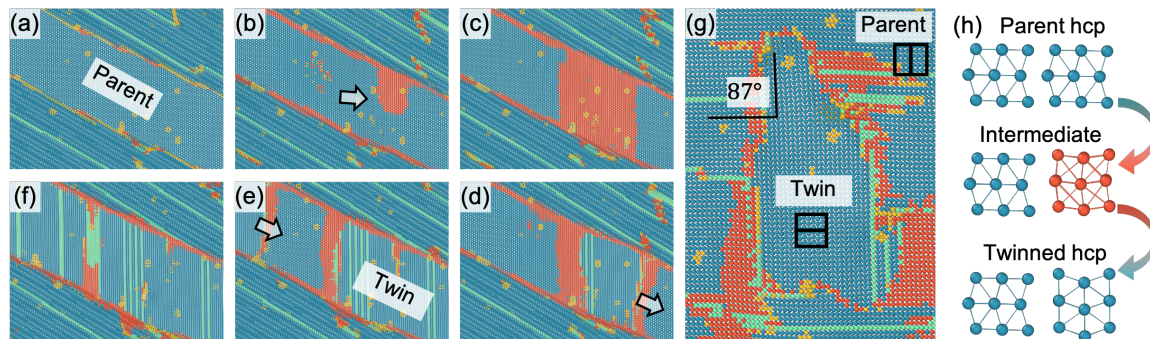 (a)
Parent
(b)
(c)
(f)
(e)
Twin
(d)
(g)
Parent
87°
Twin
(h)
Parent hcp
Intermediate
Twinned hcp